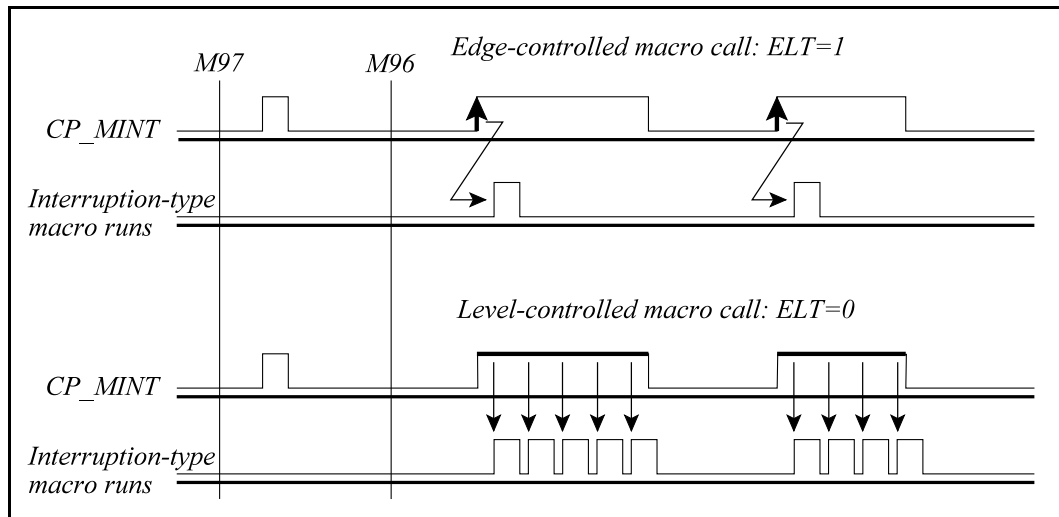 Edge-controlled macro call: ELT=1
M97
M96
CP_MINT
Interruption-type
macro runs
Level-controlled macro call: ELT=0
CP_MINT
Interruption-type
macro runs